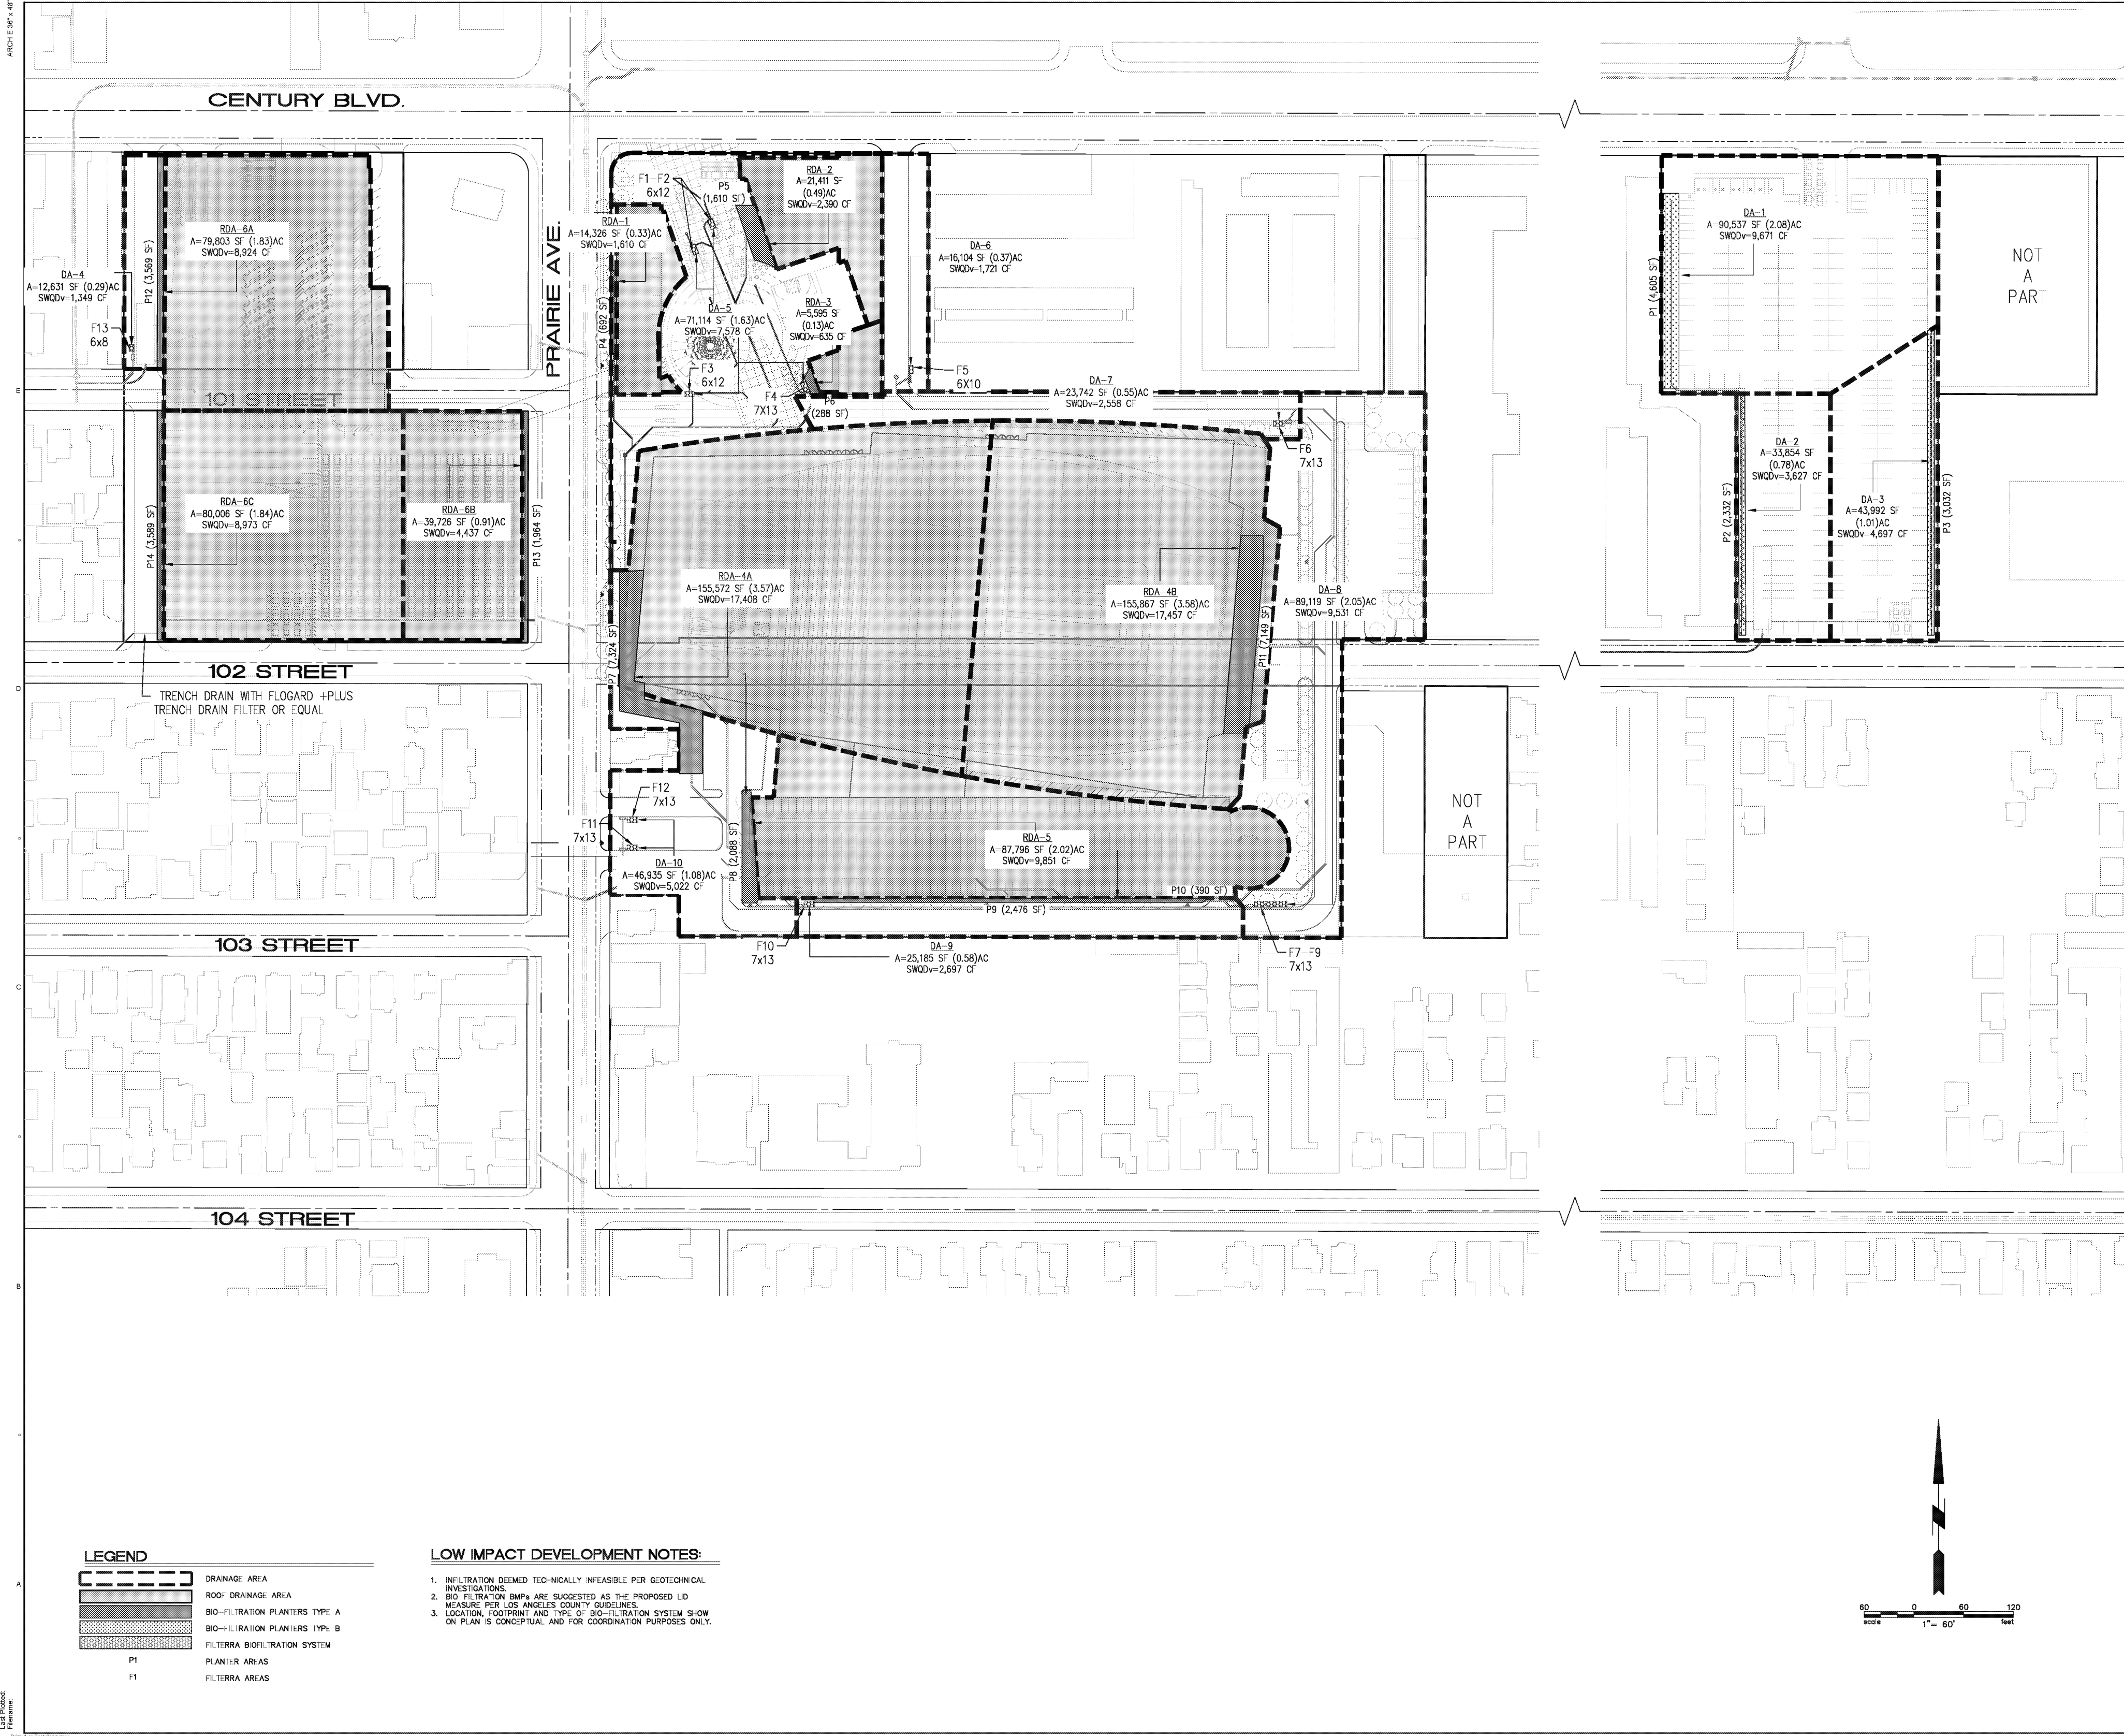 ARCH E 36" x 48"
CENTURY BLVD.
PRAIRIE AVE.
RDA-6A
A=79,803 SF (1.83)AC
SWQDv=8,924 CF
P12 (3,569 SF)
DA-4
A=12,631 SF (0.29)AC
SWQDv=1,349 CF
F13
6x8
101 STREET
RDA-6C
A=80,006 SF (1.84)AC
SWQDv=8,973 CF
P14 (3,589 SF)
RDA-6B
A=39,726 SF (0.91)AC
SWQDv=4,437 CF
P13 (1,964 SF)
102 STREET
TRENCH DRAIN WITH FLOGARD +PLUS
TRENCH DRAIN FILTER OR EQUAL
F1-F2
6x12
P5
(1,610 SF)
RDA-2
A=21,411 SF
(0.49)AC
SWQDv=2,390 CF
RDA-1
A=14,326 SF (0.33)AC
SWQDv=1,610 CF
P4 (692 SF)
DA-5
A=71,114 SF (1.63)AC
SWQDv=7,578 CF
RDA-3
A=5,595 SF
(0.13)AC
SWQDv=635 CF
DA-6
A=16,104 SF (0.37)AC
SWQDv=1,721 CF
F3
6x12
F4
7X13
P6
(288 SF)
F5
6X10
DA-7
A=23,742 SF (0.55)AC
SWQDv=2,558 CF
F6
7x13
RDA-4A
A=155,572 SF (3.57)AC
SWQDv=17,408 CF
P7 (7,324 SF)
RDA-4B
A=155,867 SF (3.58)AC
SWQDv=17,457 CF
P11 (7,149 SF)
DA-8
A=89,119 SF (2.05)AC
SWQDv=9,531 CF
F12
7x13
F11
7x13
DA-10
A=46,935 SF (1.08)AC
SWQDv=5,022 CF
P8 (2,088 SF)
RDA-5
A=87,796 SF (2.02)AC
SWQDv=9,851 CF
P10 (390 SF)
P9 (2,476 SF)
F10
7x13
DA-9
A=25,185 SF (0.58)AC
SWQDv=2,697 CF
F7-F9
7x13
NOT
A
PART
DA-1
A=90,537 SF (2.08)AC
SWQDv=9,671 CF
P1 (4,605 SF)
NOT
A
PART
DA-2
A=33,854 SF
(0.78)AC
SWQDv=3,627 CF
P2 (2,332 SF)
DA-3
A=43,992 SF
(1.01)AC
SWQDv=4,697 CF
P3 (3,032 SF)
103 STREET
104 STREET
E
D
C
B
A
LEGEND
DRAINAGE AREA
ROOF DRAINAGE AREA
BIO-FILTRATION PLANTERS TYPE A
BIO-FILTRATION PLANTERS TYPE B
FILTERRA BIOFILTRATION SYSTEM
P1 PLANTER AREAS
F1 FILTERRA AREAS
LOW IMPACT DEVELOPMENT NOTES:
1. INFILTRATION DEEMED TECHNICALLY INFEASIBLE PER GEOTECHNICAL
INVESTIGATIONS.
2. BIO-FILTRATION BMPs ARE SUGGESTED AS THE PROPOSED LID
MEASURE PER LOS ANGELES COUNTY GUIDELINES.
3. LOCATION, FOOTPRINT AND TYPE OF BIO-FILTRATION SYSTEM SHOW
ON PLAN IS CONCEPTUAL AND FOR COORDINATION PURPOSES ONLY.
60 0 60 120
scale 1"= 60' feet
Last Plotted:
Filename: